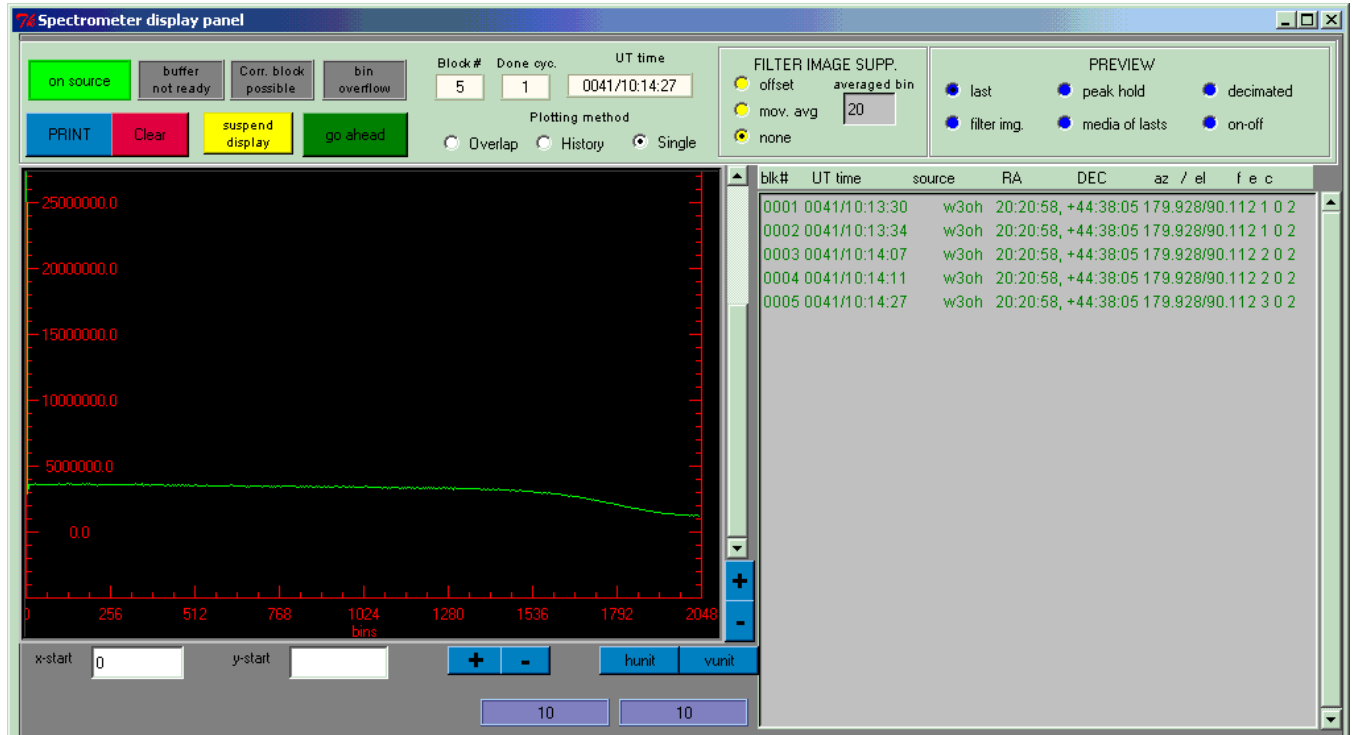 Spectrometer display panel
on source
buffer
not ready
Corr. block
possible
bin
overflow
Block #
Done cyc.
UT time
5
1
0041/10:14:27
PRINT
Clear
suspend
display
go ahead
Plotting method
Overlap
History
Single
FILTER IMAGE SUPP.
offset
averaged bin
mov. avg
20
none
PREVIEW
last
peak hold
decimated
filter img.
media of lasts
on-off
25000000.0
20000000.0
15000000.0
10000000.0
5000000.0
0.0
0 256 512 768 1024 1280 1536 1792 2048
bins
x-start
0
y-start
+
-
+
-
hunit
vunit
10
10
blk# UT time source RA DEC az / el f e c
0001 0041/10:13:30 w3oh 20:20:58, +44:38:05 179.928/90.112 1 0 2
0002 0041/10:13:34 w3oh 20:20:58, +44:38:05 179.928/90.112 1 0 2
0003 0041/10:14:07 w3oh 20:20:58, +44:38:05 179.928/90.112 2 0 2
0004 0041/10:14:11 w3oh 20:20:58, +44:38:05 179.928/90.112 2 0 2
0005 0041/10:14:27 w3oh 20:20:58, +44:38:05 179.928/90.112 3 0 2